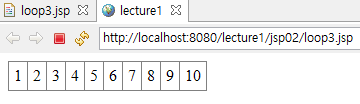 loop3.jsp lecture1
http://localhost:8080/lecture1/jsp02/loop3.jsp
1 2 3 4 5 6 7 8 9 10